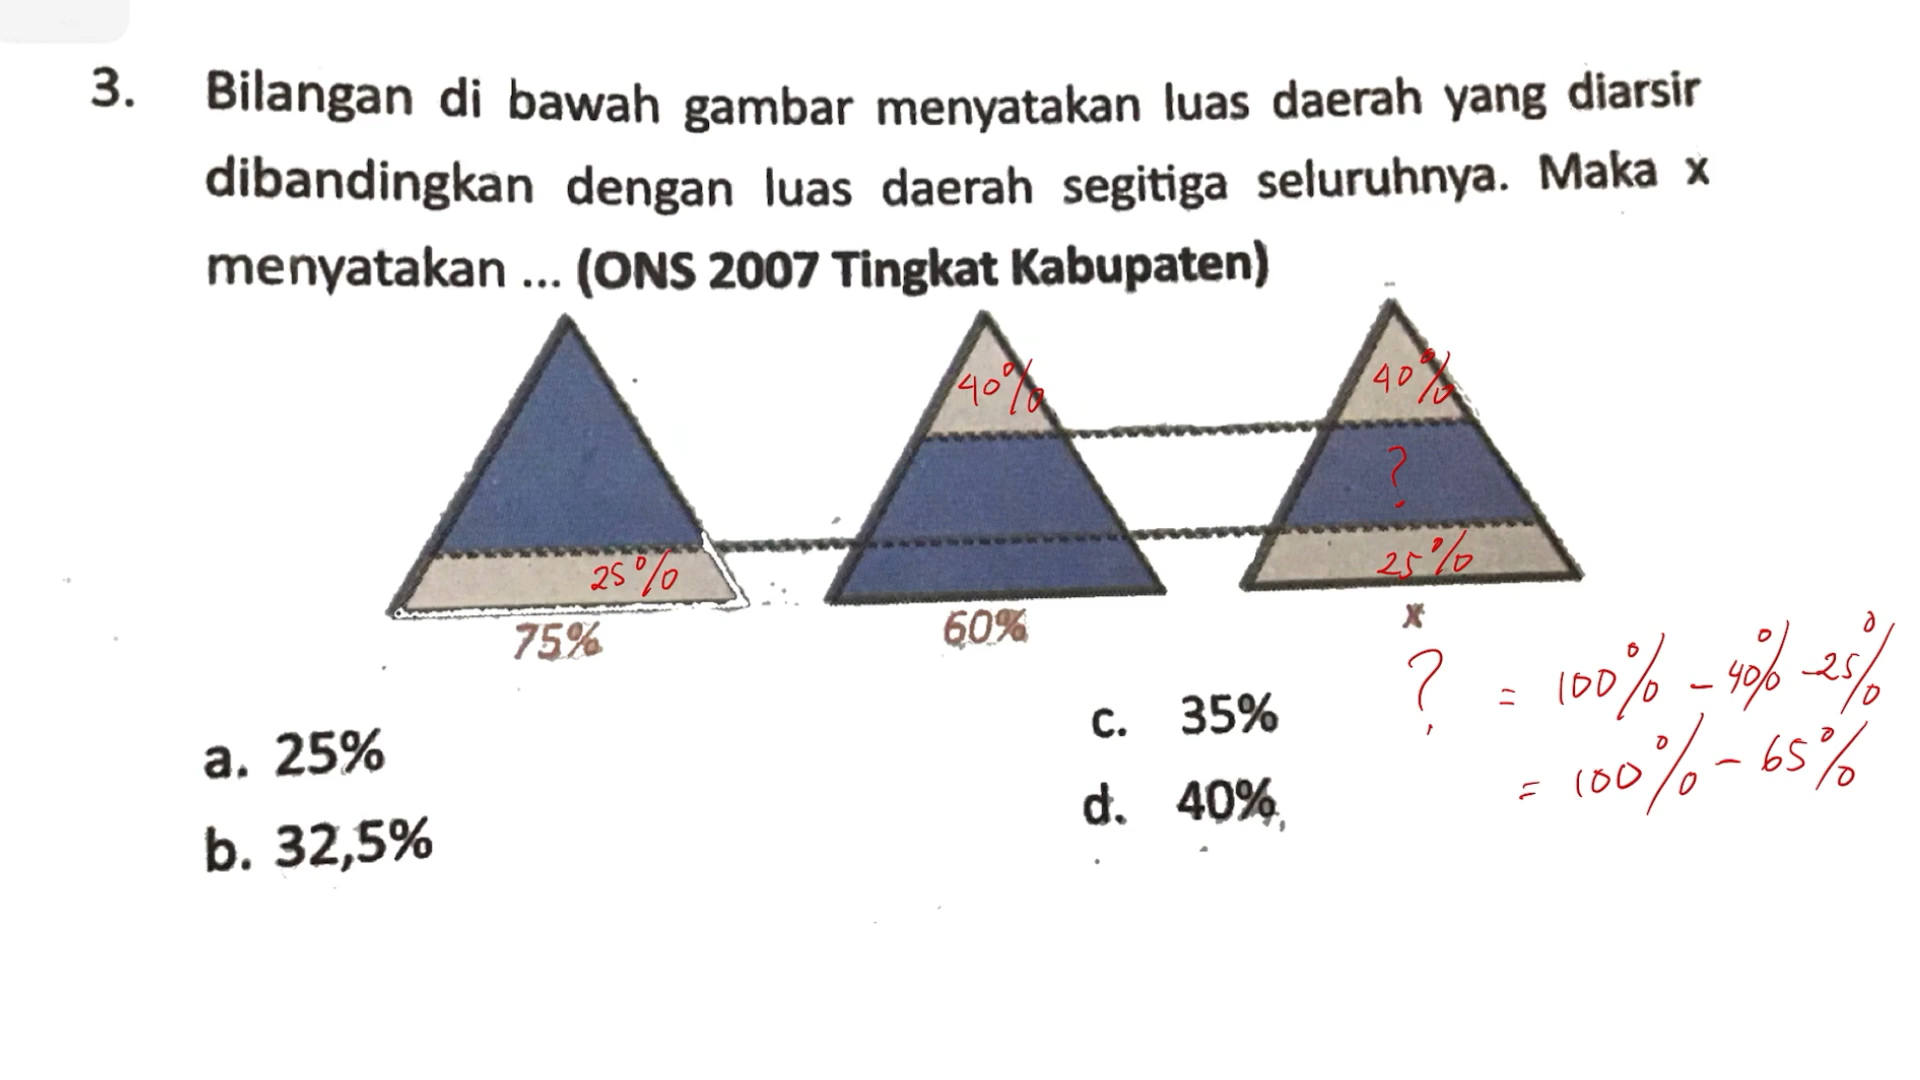 3. Bilangan di bawah gambar menyatakan luas daerah yang diarsir
dibandingkan dengan luas daerah segitiga seluruhnya. Maka x
menyatakan ... (ONS 2007 Tingkat Kabupaten)
40%
40%
?
25%
25%
75%
60%
x
? = 100% - 40% - 25%
= 100% - 65%
a. 25%
b. 32,5%
c. 35%
d. 40%